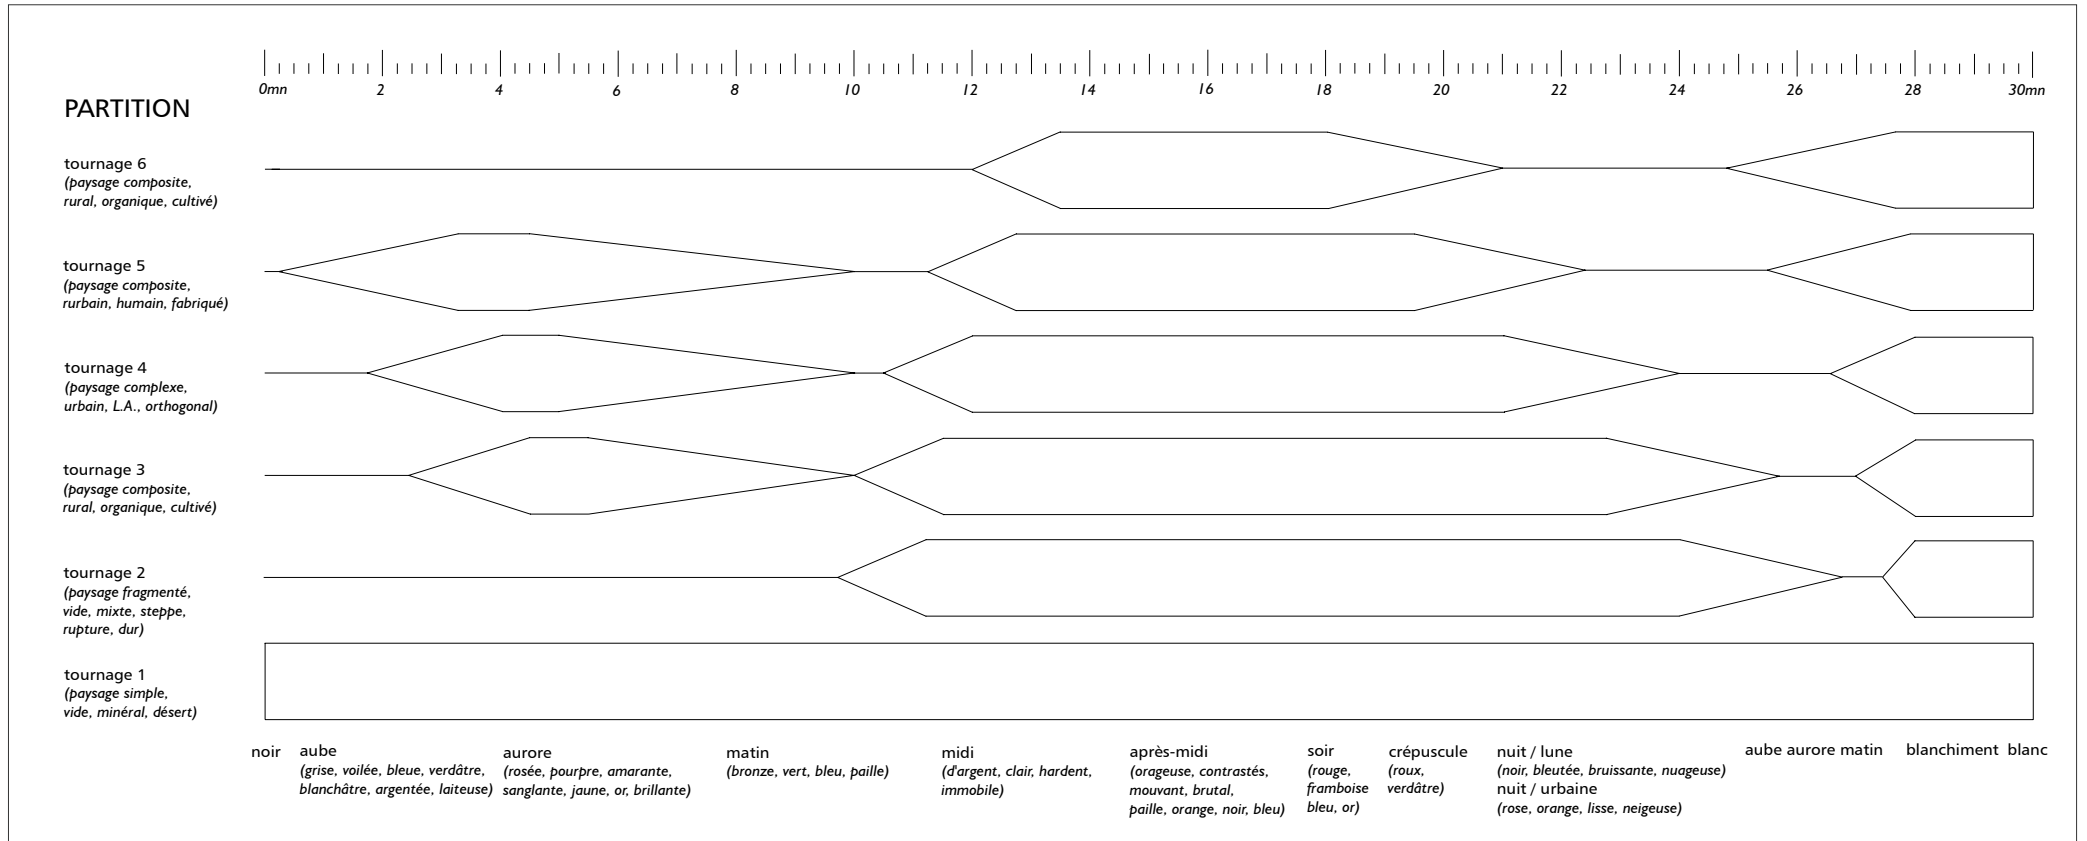 0mn 2 4 6 8 10 12 14 16 18 20 22 24 26 28 30mn
PARTITION
tournage 6
(paysage composite,
rural, organique, cultivé)
tournage 5
(paysage composite,
rurbain, humain, fabriqué)
tournage 4
(paysage complexe,
urbain, L.A., orthogonal)
tournage 3
(paysage composite,
rural, organique, cultivé)
tournage 2
(paysage fragmenté,
vide, mixte, steppe,
rupture, dur)
tournage 1
(paysage simple,
vide, minéral, désert)
noir
aube
(grise, voilée, bleue, verdâtre,
blanchâtre, argentée, laiteuse)
aurore
(rosée, pourpre, amarante,
sanglante, jaune, or, brillante)
matin
(bronze, vert, bleu, paille)
midi
(d'argent, clair, hardent,
immobile)
après-midi
(orageuse, contrastés,
mouvant, brutal,
paille, orange, noir, bleu)
soir
(rouge,
framboise
bleu, or)
crépuscule
(roux,
verdâtre)
nuit / lune
(noir, bleutée, bruissante, nuageuse)
nuit / urbaine
(rose, orange, lisse, neigeuse)
aube aurore matin
blanchiment blanc